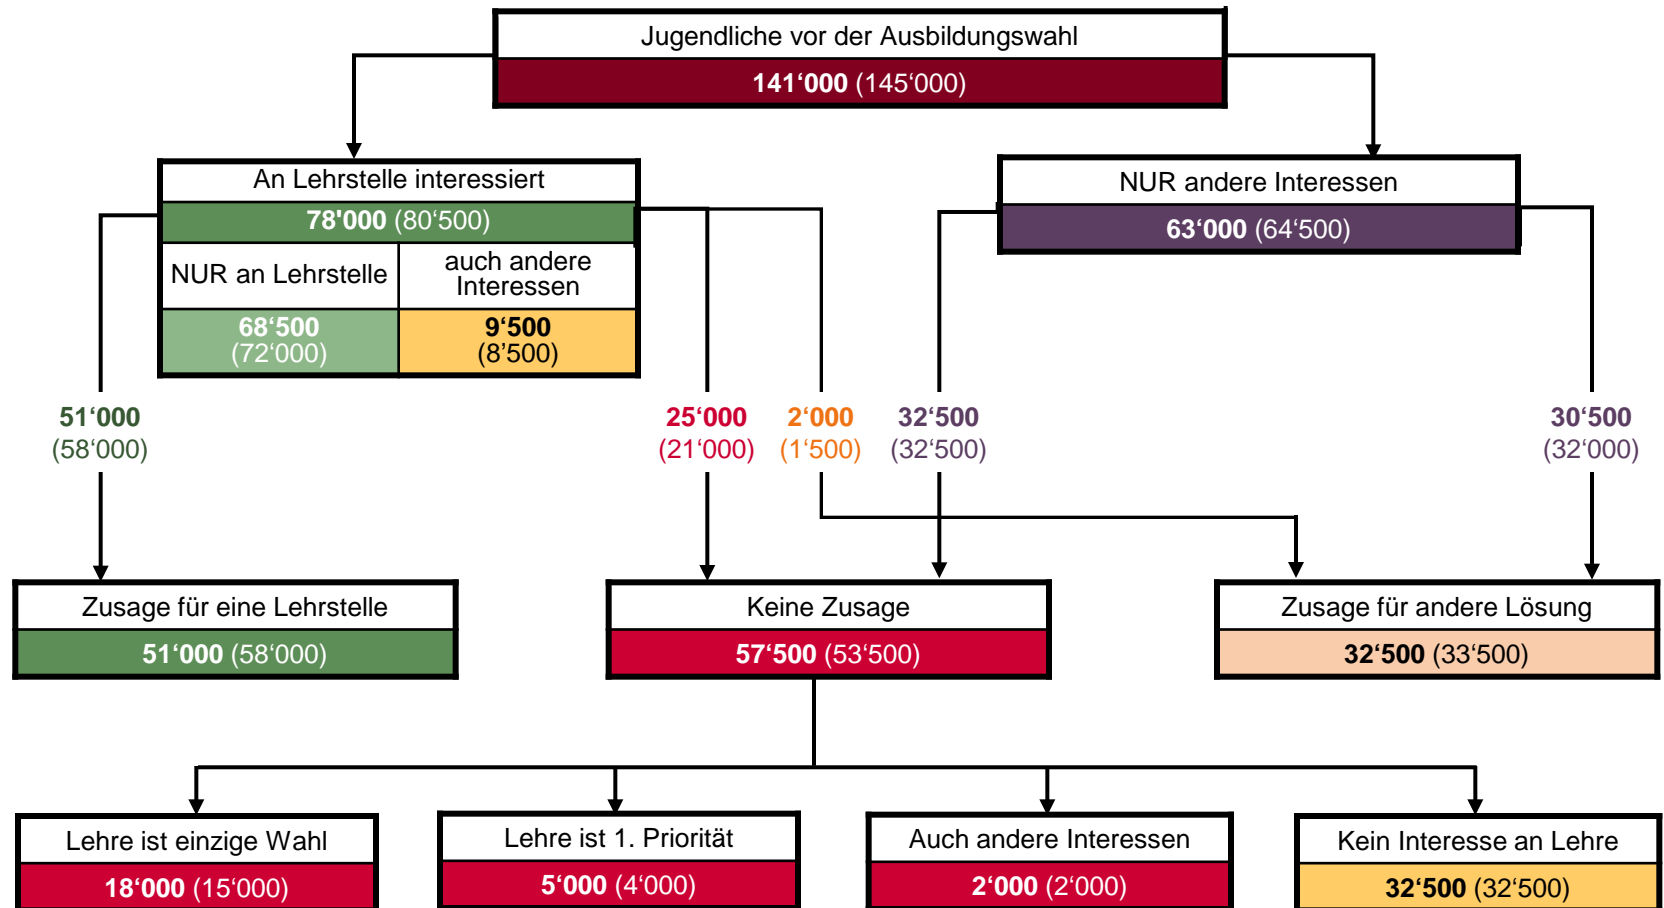 Jugendliche vor der Ausbildungswahl
141‘000 (145‘000)
An Lehrstelle interessiert
78'000 (80‘500)
NUR an Lehrstelle
auch andere
Interessen
68‘500
(72‘000)
9‘500
(8‘500)
NUR andere Interessen
63‘000 (64‘500)
51‘000
(58‘000)
25‘000
(21‘000)
2‘000
(1‘500)
32‘500
(32‘500)
30‘500
(32‘000)
Zusage für eine Lehrstelle
51‘000 (58‘000)
Keine Zusage
57‘500 (53‘500)
Zusage für andere Lösung
32‘500 (33‘500)
Lehre ist einzige Wahl
18‘000 (15‘000)
Lehre ist 1. Priorität
5‘000 (4‘000)
Auch andere Interessen
2‘000 (2‘000)
Kein Interesse an Lehre
32‘500 (32‘500)